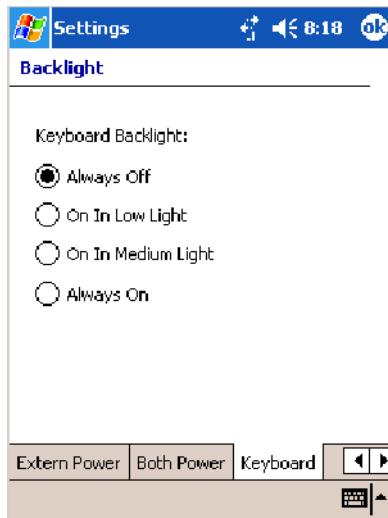 Settings 8:18 ok
Backlight
Keyboard Backlight:
Always Off
On In Low Light
On In Medium Light
Always On
Extern Power Both Power Keyboard